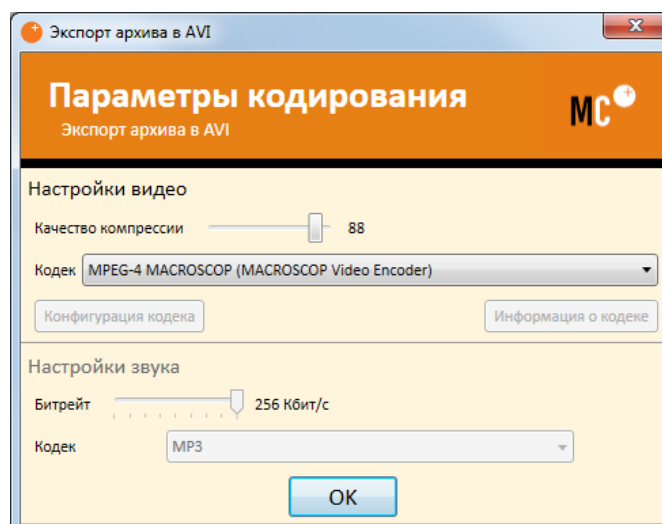 Экспорт архива в AVI
Параметры кодирования
Экспорт архива в AVI
MC
Настройки видео
Качество компрессии 88
Кодек MPEG-4 MACROSCOP (MACROSCOP Video Encoder)
Конфигурация кодека Информация о кодеке
Настройки звука
Битрейт 256 Кбит/с
Кодек MP3
OK